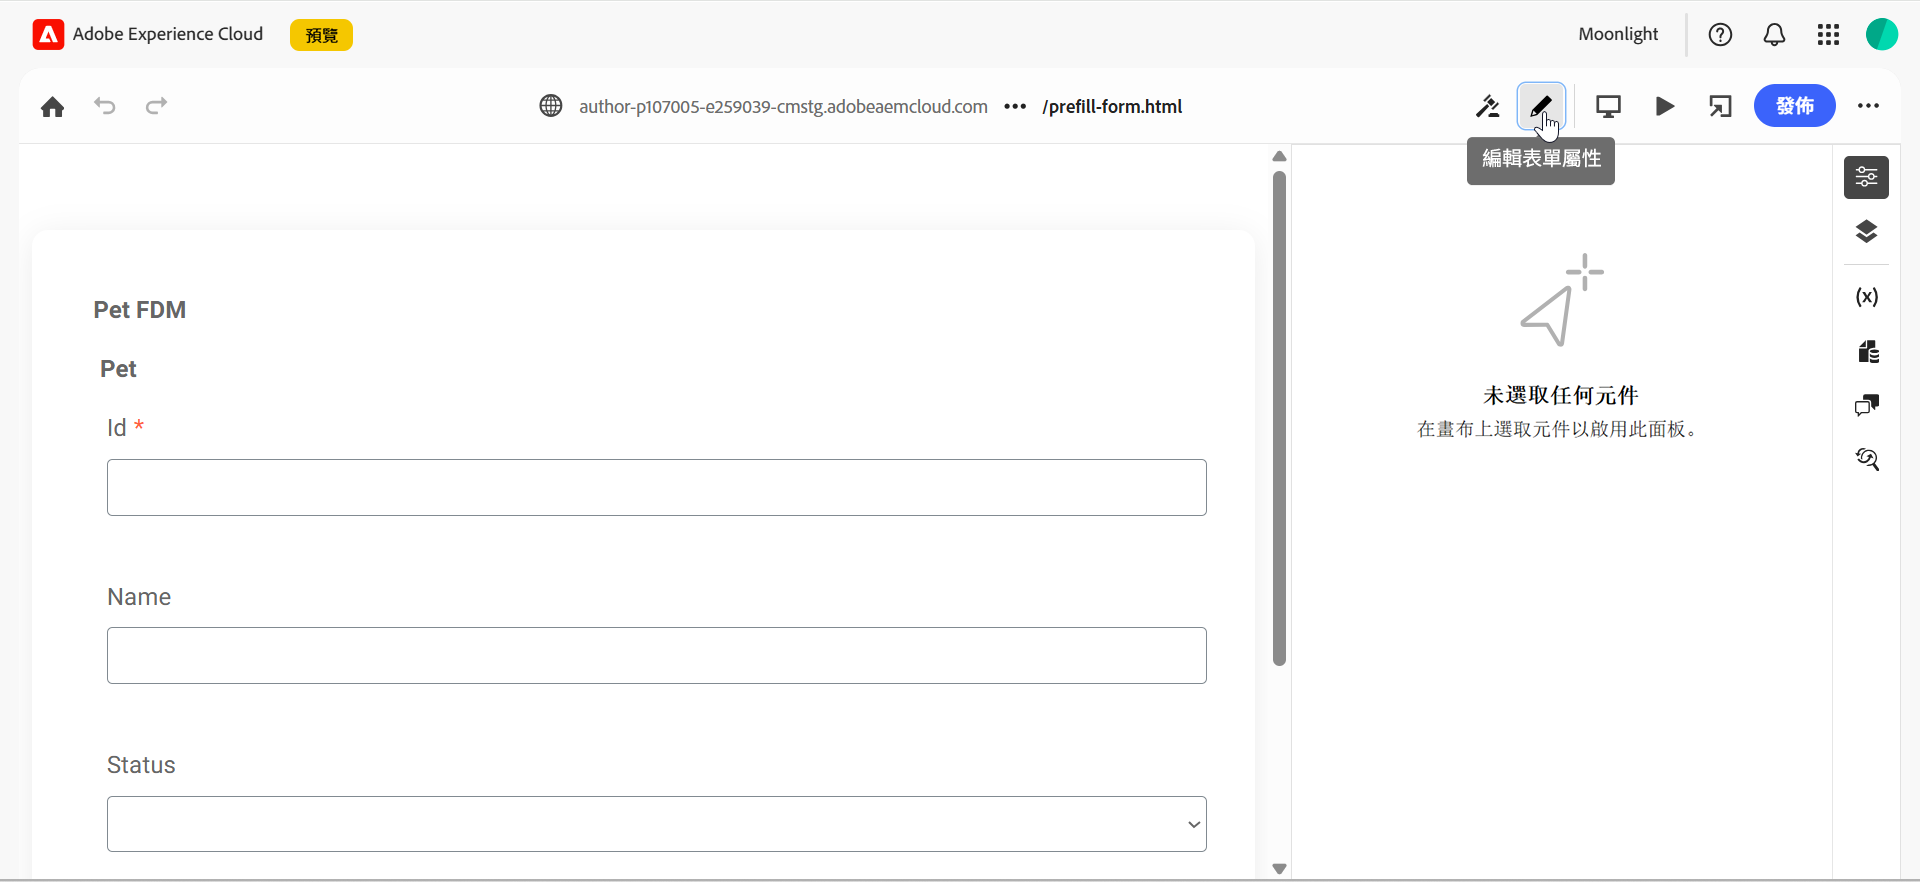 Adobe Experience Cloud
預覽
Moonlight
author-p107005-e259039-cmstg.adobeaemcloud.com ••• /prefill-form.html
發佈
編輯表單屬性
Pet FDM
Pet
Id *
Name
Status
未選取任何元件
在畫布上選取元件以啟用此面板。
(x)